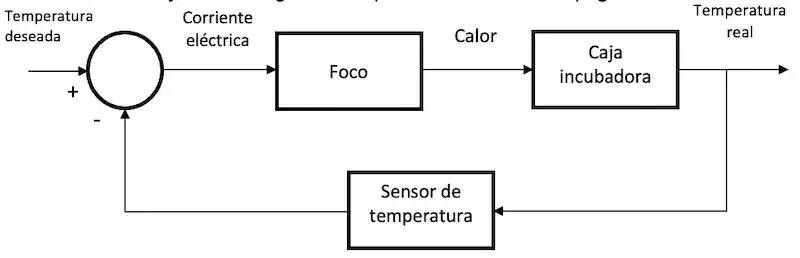 Temperatura
deseada
Corriente
eléctrica
Calor
Temperatura
real
Foco
Caja
incubadora
+
-
Sensor de
temperatura